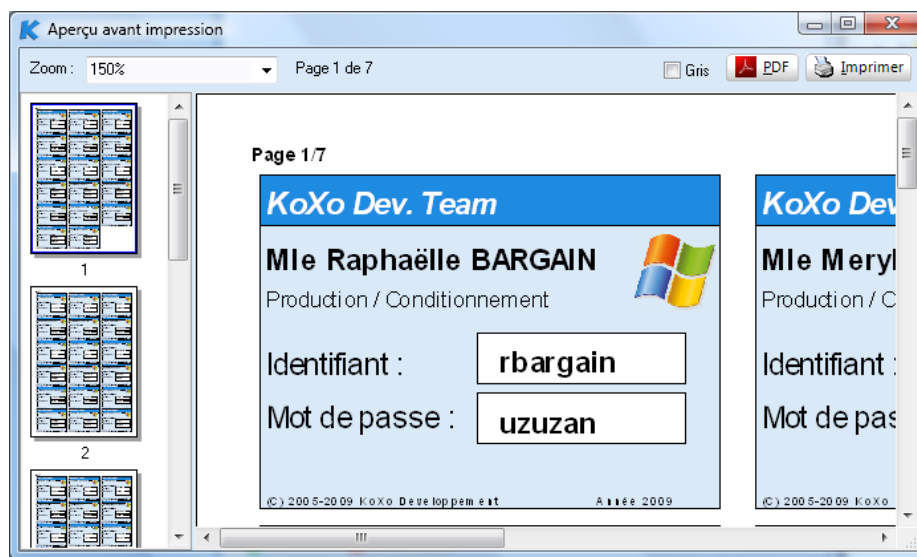 Aperçu avant impression
Zoom : 150% Page 1 de 7 Gris PDF Imprimer
1
2
Page 1/7
KoXo Dev. Team
Mle Raphaëlle BARGAIN
Production / Conditionnement
Identifiant : rbargain
Mot de passe : uzuzan
(C) 2005-2009 KoXo Developpement Année 2009
KoXo Dev
Mle Meryl
Production / C
Identifiant :
Mot de pas
(C) 2005-2009 KoXo